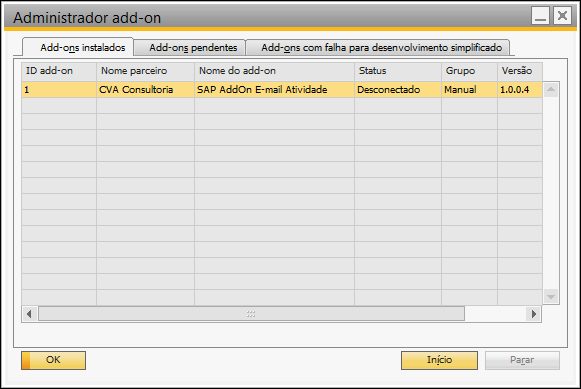 Administrador add-on
Add-ons instalados Add-ons pendentes Add-ons com falha para desenvolvimento simplificado
ID add-on Nome parceiro Nome do add-on Status Grupo Versão
1 CVA Consultoria SAP AddOn E-mail Atividade Desconectado Manual 1.0.0.4
OK Início Parar